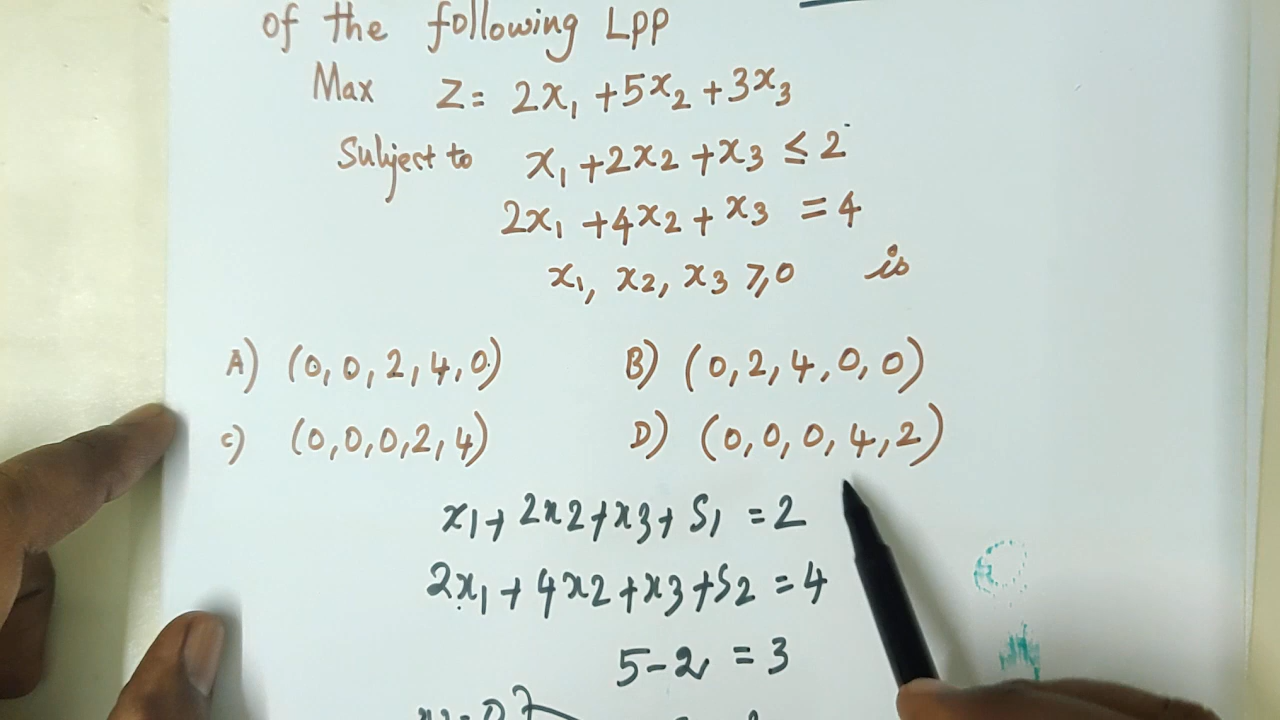 of the following LPP
Max Z = 2x₁ + 5x₂ + 3x₃
Subject to x₁ + 2x₂ + x₃ ≤ 2
2x₁ + 4x₂ + x₃ = 4
x₁, x₂, x₃ ≥ 0 is
A) (0,0,2,4,0) B) (0,2,4,0,0)
C) (0,0,0,2,4) D) (0,0,0,4,2)
x₁ + 2x2 + x3 + S₁ = 2
2x₁ + 4x2 + x3 + S2 = 4
5 - 2 = 3